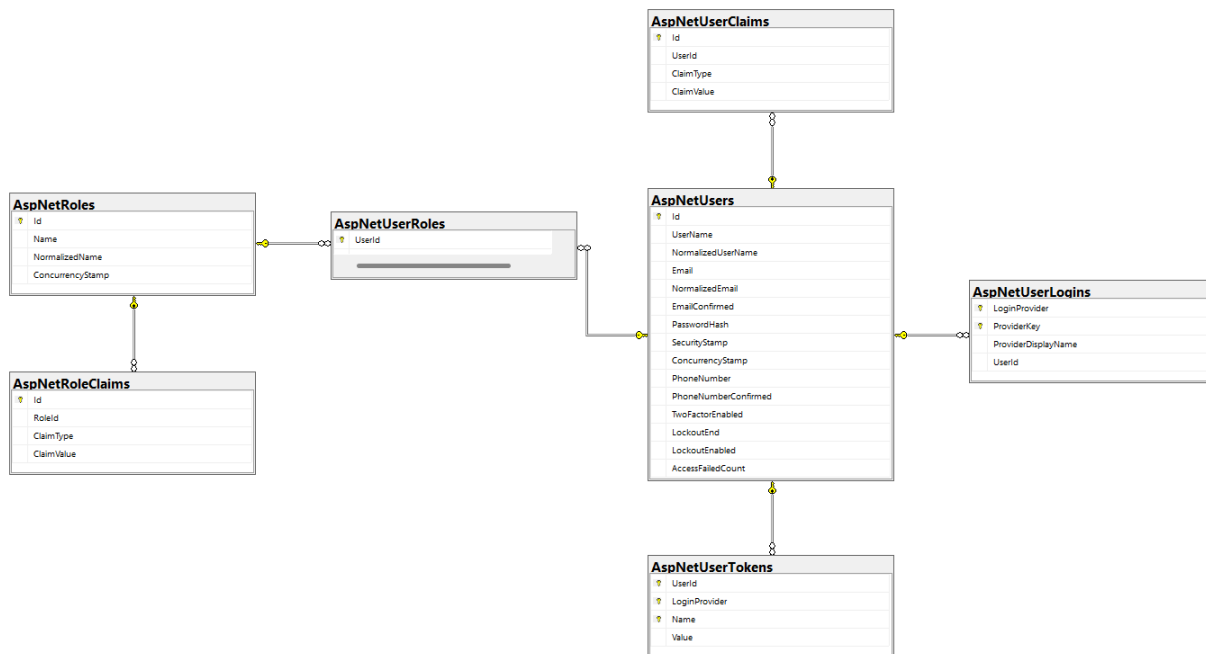 AspNetUserClaims
Id
UserId
ClaimType
ClaimValue
AspNetRoles
Id
Name
NormalizedName
ConcurrencyStamp
AspNetUserRoles
UserId
AspNetUsers
Id
UserName
NormalizedUserName
Email
NormalizedEmail
EmailConfirmed
PasswordHash
SecurityStamp
ConcurrencyStamp
PhoneNumber
PhoneNumberConfirmed
TwoFactorEnabled
LockoutEnd
LockoutEnabled
AccessFailedCount
AspNetUserLogins
LoginProvider
ProviderKey
ProviderDisplayName
UserId
AspNetRoleClaims
Id
RoleId
ClaimType
ClaimValue
AspNetUserTokens
UserId
LoginProvider
Name
Value